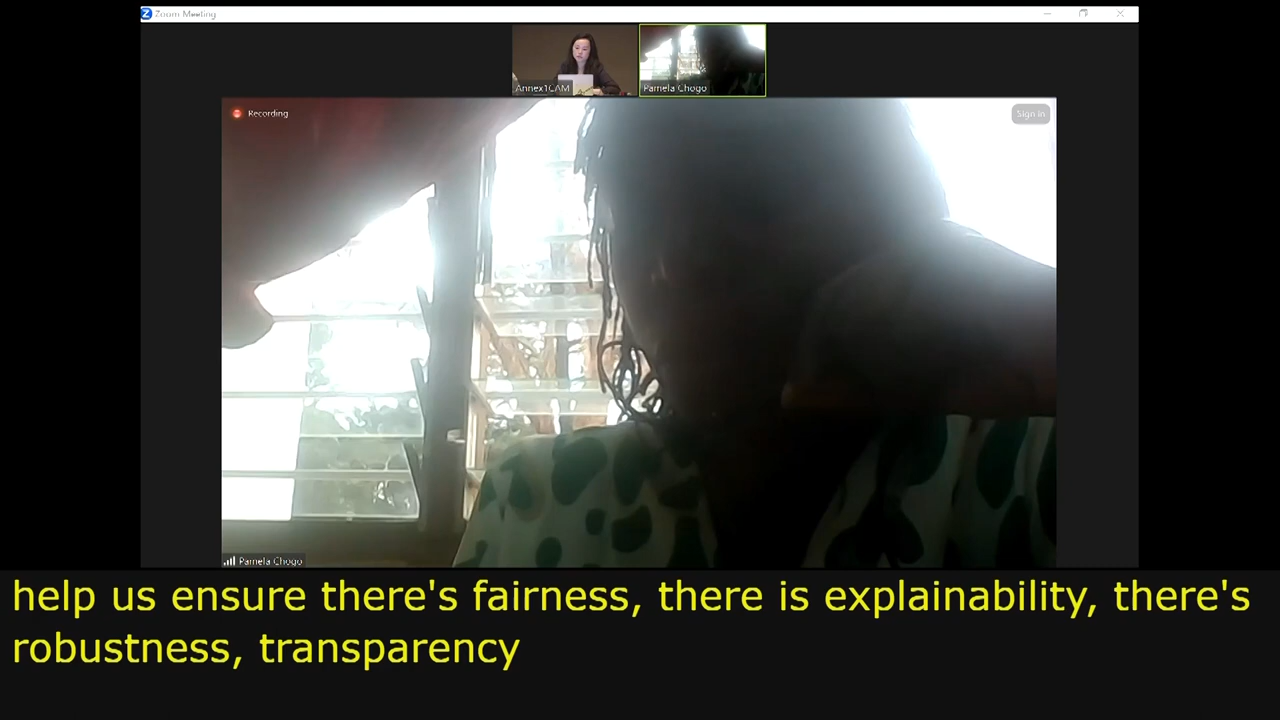 Zoom Meeting
Annex1CAM
Pamela Chogo
Recording
Sign in
Pamela Chogo
help us ensure there's fairness, there is explainability, there's
robustness, transparency